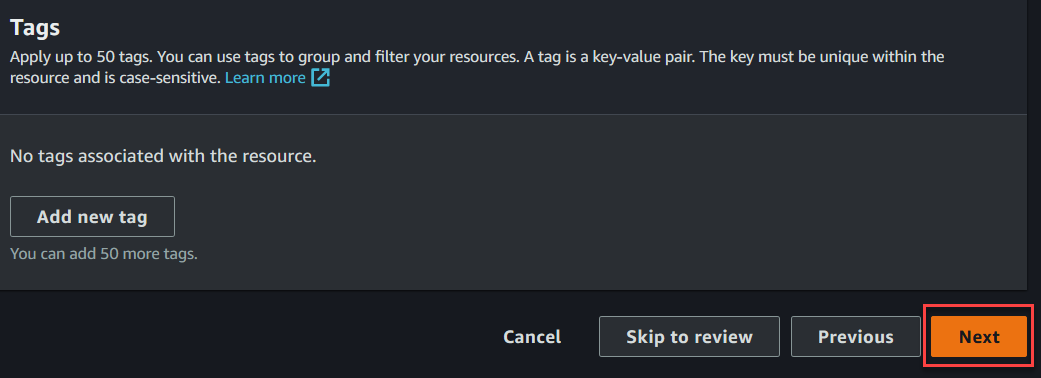 Tags
Apply up to 50 tags. You can use tags to group and filter your resources. A tag is a key-value pair. The key must be unique within the
resource and is case-sensitive. Learn more
No tags associated with the resource.
Add new tag
You can add 50 more tags.
Cancel Skip to review Previous Next